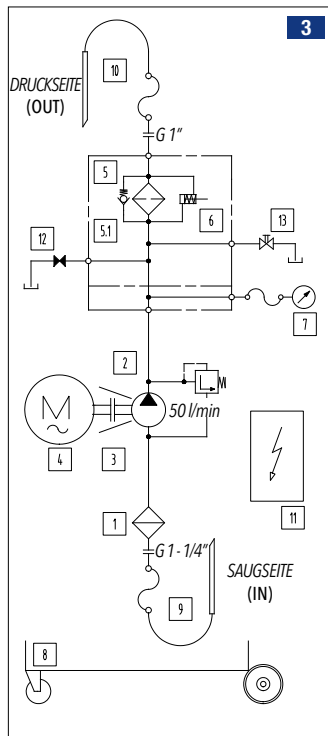 3
10
DRUCKSEITE
(OUT)
G 1"
5
6
5.1
12
13
7
2
50 l/min
M
4
3
11
1
G 1 - 1/4"
SAUGSEITE
(IN)
9
8